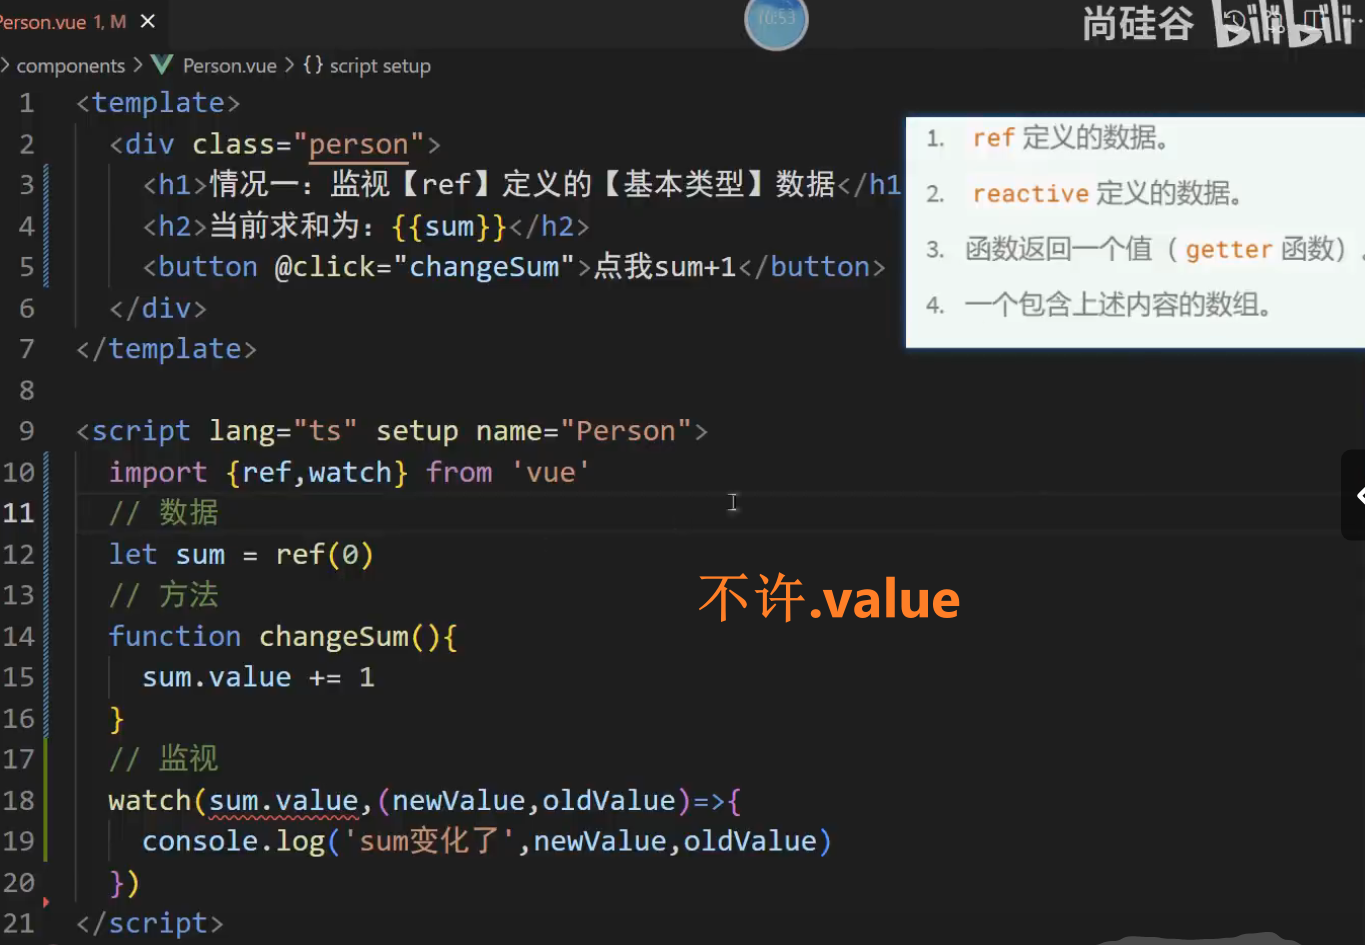 Person.vue 1, M
10:53
尚硅谷 bilibili
components > Person.vue > {} script setup
1 <template>
2 <div class="person">
3 <h1>情况一：监视【ref】定义的【基本类型】数据</h1
4 <h2>当前求和为：{{sum}}</h2>
5 <button @click="changeSum">点我sum+1</button>
6 </div>
7 </template>
8
9 <script lang="ts" setup name="Person">
10 import {ref,watch} from 'vue'
11 // 数据
12 let sum = ref(0)
13 // 方法
14 function changeSum(){
15 sum.value += 1
16 }
17 // 监视
18 watch(sum.value,(newValue,oldValue)=>{
19 console.log('sum变化了',newValue,oldValue)
20 })
21 </script>
1. ref 定义的数据。
2. reactive 定义的数据。
3. 函数返回一个值（getter 函数）。
4. 一个包含上述内容的数组。
不许.value